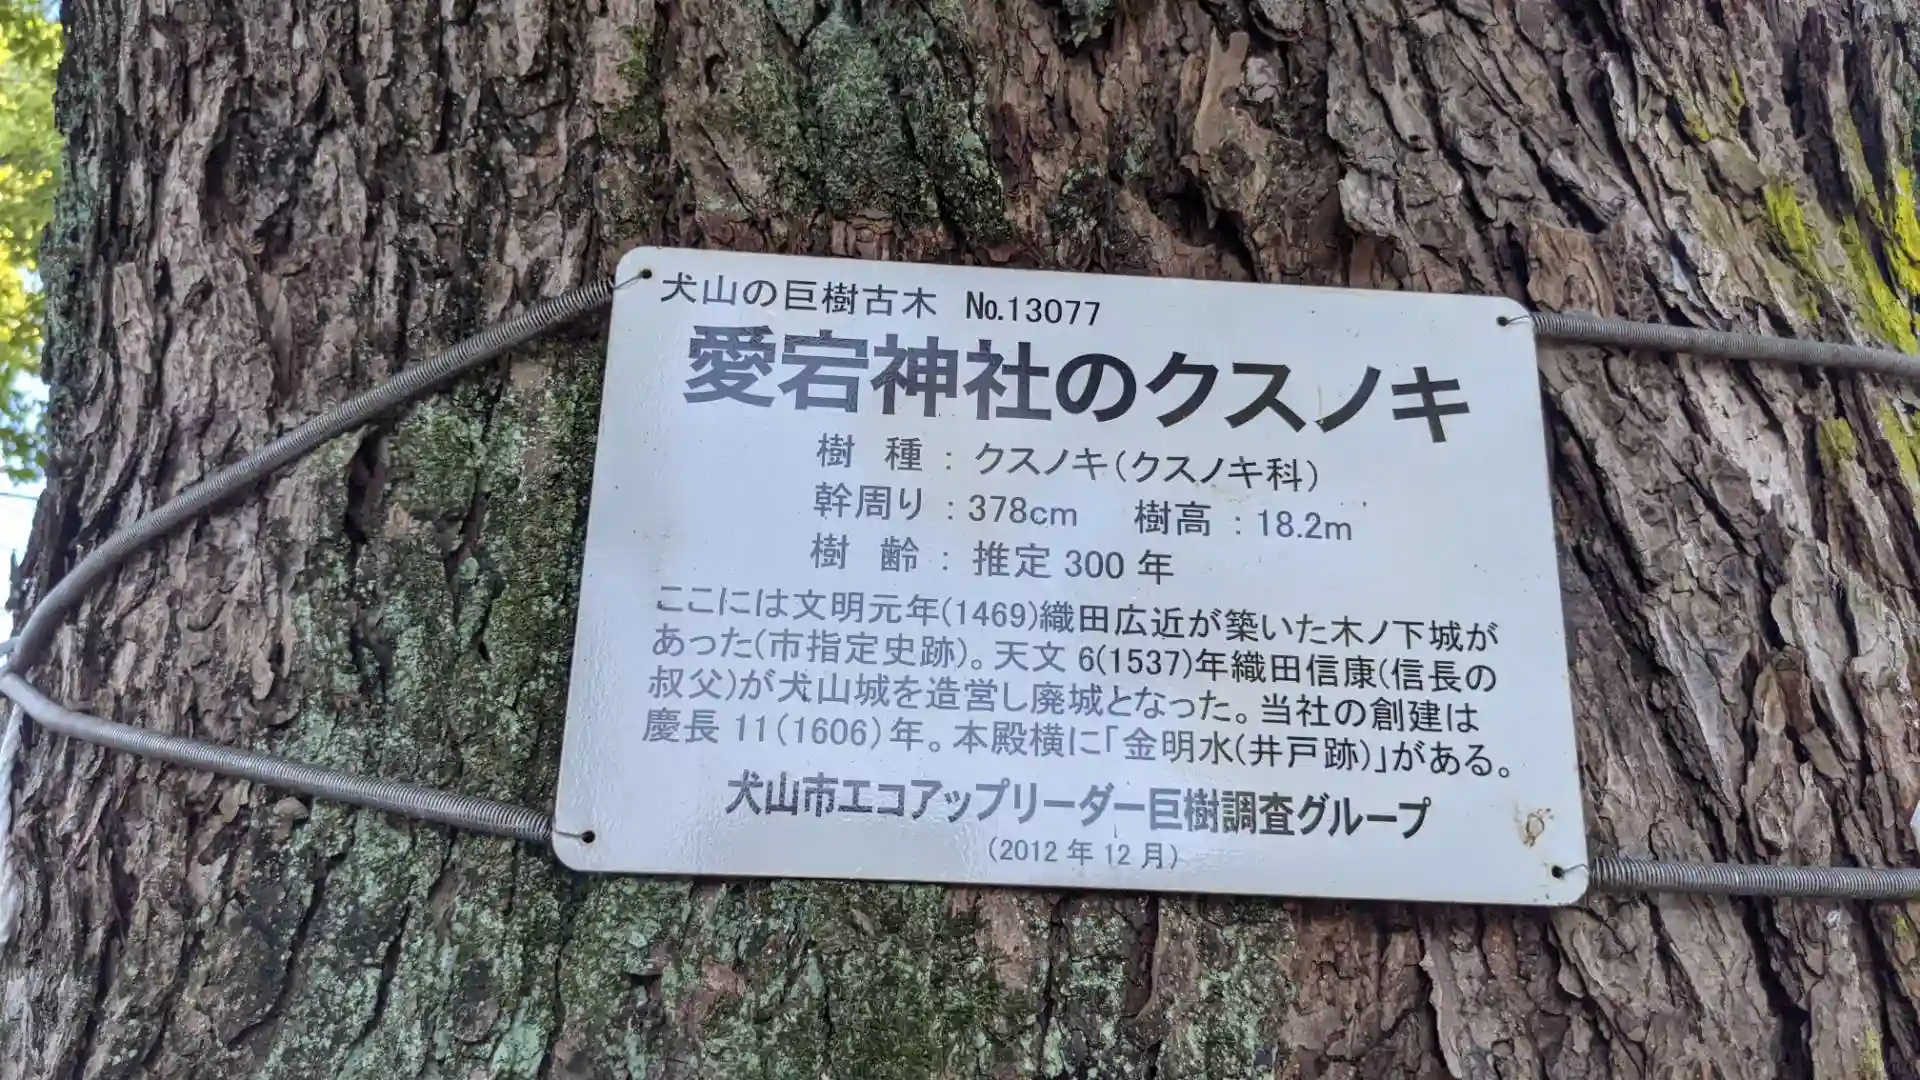 犬山の巨樹古木 No.13077
愛宕神社のクスノキ
樹 種 : クスノキ(クスノキ科)
幹周り : 378cm 樹高 : 18.2m
樹 齢 : 推定 300 年
ここには文明元年(1469)織田広近が築いた木ノ下城が
あった(市指定史跡)。天文 6(1537)年織田信康(信長の
叔父)が犬山城を造営し廃城となった。当社の創建は
慶長 11(1606)年。本殿横に「金明水(井戸跡)」がある。
犬山市エコアップリーダー巨樹調査グループ
(2012 年 12 月)